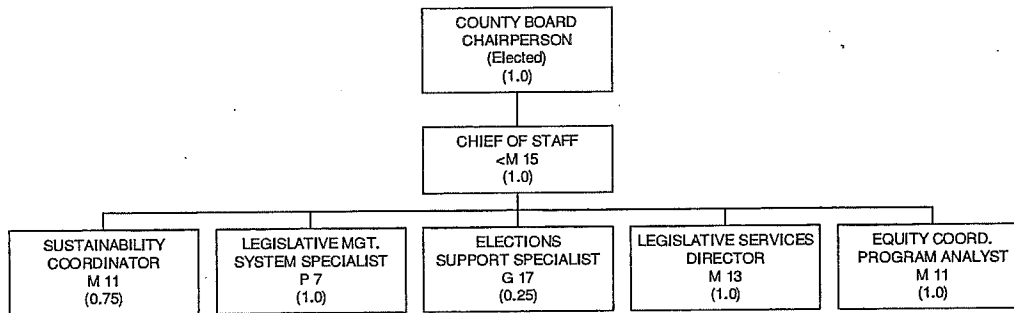 COUNTY BOARD
CHAIRPERSON
(Elected)
(1.0)
CHIEF OF STAFF
<M 15
(1.0)
SUSTAINABILITY
COORDINATOR
M 11
(0.75)
LEGISLATIVE MGT.
SYSTEM SPECIALIST
P 7
(1.0)
ELECTIONS
SUPPORT SPECIALIST
G 17
(0.25)
LEGISLATIVE SERVICES
DIRECTOR
M 13
(1.0)
EQUITY COORD.
PROGRAM ANALYST
M 11
(1.0)